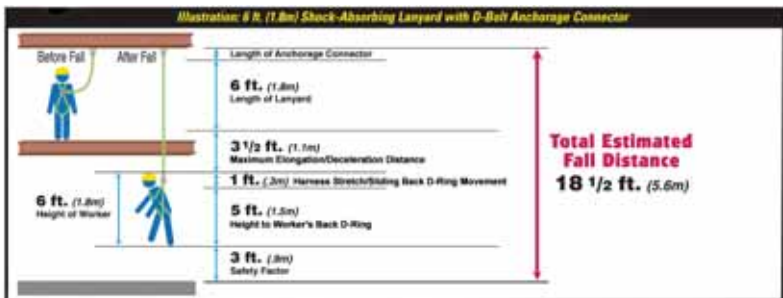 Illustration: 6 ft. (1.8m) Shock-Absorbing Lanyard with D-Bolt Anchorage Connector
Before Fall
After Fall
Length of Anchorage Connector
6 ft. (1.8m)
Length of Lanyard
3 1/2 ft. (1.1m)
Maximum Elongation/Deceleration Distance
1 ft. (.3m) Harness Stretch/Sliding Back D-Ring Movement
6 ft. (1.8m)
Height of Worker
5 ft. (1.5m)
Height to Worker's Back D-Ring
3 ft. (.9m)
Safety Factor
Total Estimated
Fall Distance
18 1/2 ft. (5.6m)